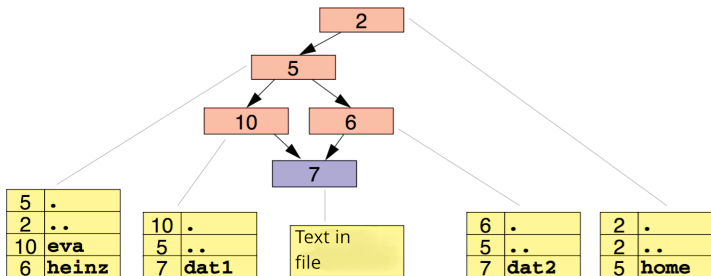 2
5
10 6
7
5 .
2 ..
10 eva
6 heinz
10 .
5 ..
7 dat1
Text in
file
6 .
5 ..
7 dat2
2 .
2 ..
5 home